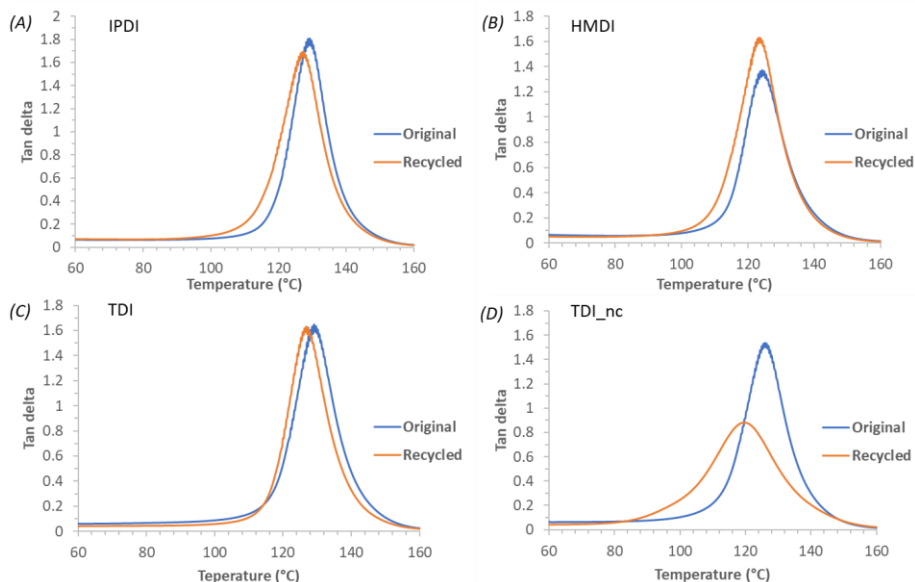 (A) IPDI
Tan delta
2
1.8
1.6
1.4
1.2
1
0.8
0.6
0.4
0.2
0
60 80 100 120 140 160
Temperature (°C)
Original
Recycled
(B) HMDI
Tan delta
1.8
1.6
1.4
1.2
1
0.8
0.6
0.4
0.2
0
60 80 100 120 140 160
Temperature (°C)
Original
Recycled
(C) TDI
Tan delta
1.8
1.6
1.4
1.2
1
0.8
0.6
0.4
0.2
0
60 80 100 120 140 160
Teperature (°C)
Original
Recycled
(D) TDI_nc
Tan delta
1.8
1.6
1.4
1.2
1
0.8
0.6
0.4
0.2
0
60 80 100 120 140 160
Temperature (°C)
Original
Recycled